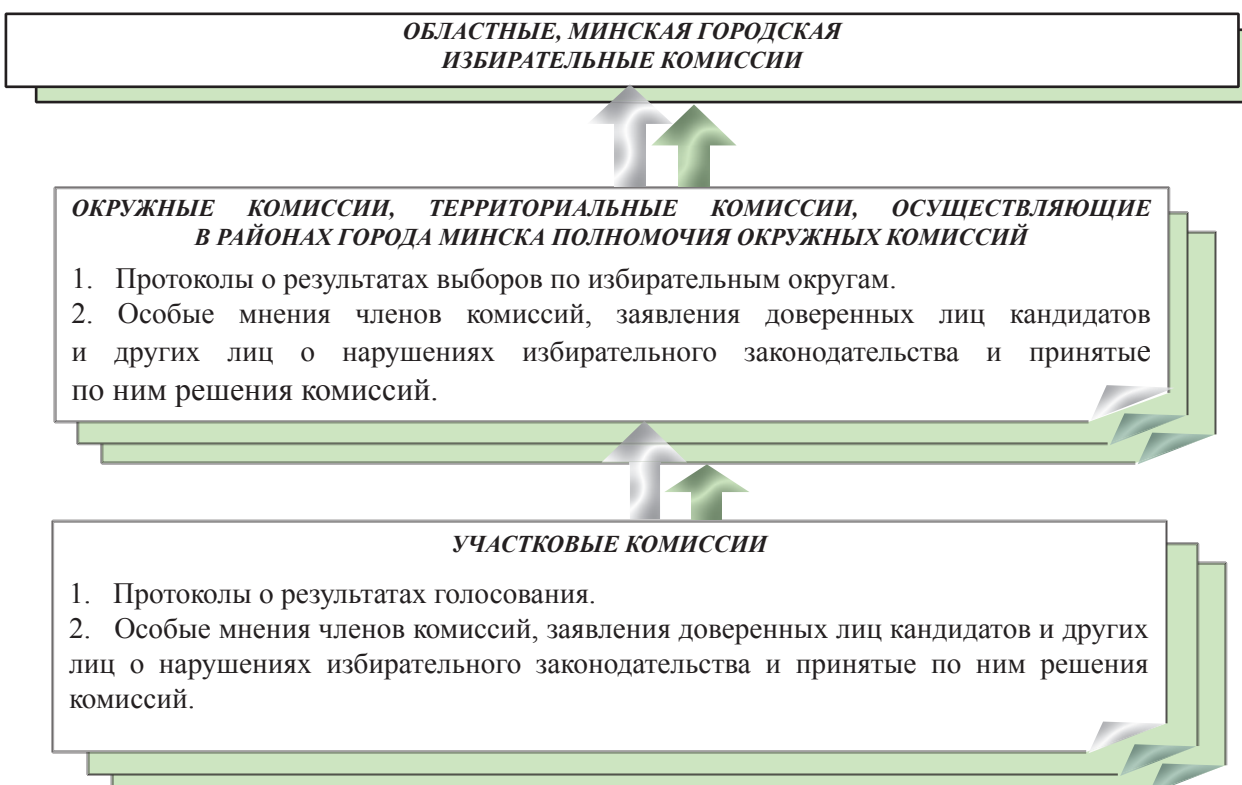 ОБЛАСТНЫЕ, МИНСКАЯ ГОРОДСКАЯ
ИЗБИРАТЕЛЬНЫЕ КОМИССИИ
ОКРУЖНЫЕ КОМИССИИ, ТЕРРИТОРИАЛЬНЫЕ КОМИССИИ, ОСУЩЕСТВЛЯЮЩИЕ
В РАЙОНАХ ГОРОДА МИНСКА ПОЛНОМОЧИЯ ОКРУЖНЫХ КОМИССИЙ
1. Протоколы о результатах выборов по избирательным округам.
2. Особые мнения членов комиссий, заявления доверенных лиц кандидатов
и других лиц о нарушениях избирательного законодательства и принятые
по ним решения комиссий.
УЧАСТКОВЫЕ КОМИССИИ
1. Протоколы о результатах голосования.
2. Особые мнения членов комиссий, заявления доверенных лиц кандидатов и других
лиц о нарушениях избирательного законодательства и принятые по ним решения
комиссий.